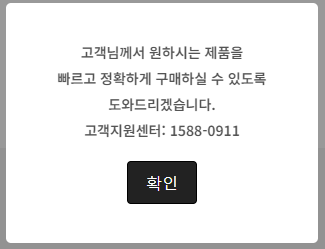 고객님께서 원하시는 제품을
빠르고 정확하게 구매하실 수 있도록
도와드리겠습니다.
고객지원센터: 1588-0911
확인